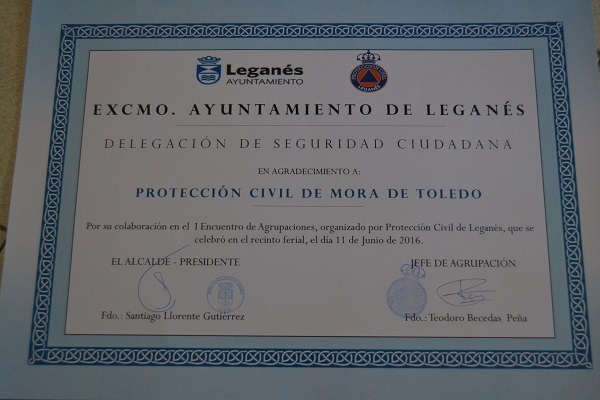 Leganés
AYUNTAMIENTO
LEGANÉS
EXCMO. AYUNTAMIENTO DE LEGANÉS
DELEGACIÓN DE SEGURIDAD CIUDADANA
EN AGRADECIMIENTO A:
PROTECCIÓN CIVIL DE MORA DE TOLEDO
Por su colaboración en el I Encuentro de Agrupaciones, organizado por Protección Civil de Leganés, que se
celebró en el recinto ferial, el día 11 de Junio de 2016.
EL ALCALDE - PRESIDENTE JEFE DE AGRUPACIÓN
Fdo.: Santiago Llorente Gutiérrez Fdo.: Teodoro Becedas Peña